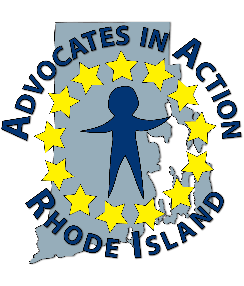 ADVOCATES IN ACTION
RHODE ISLAND